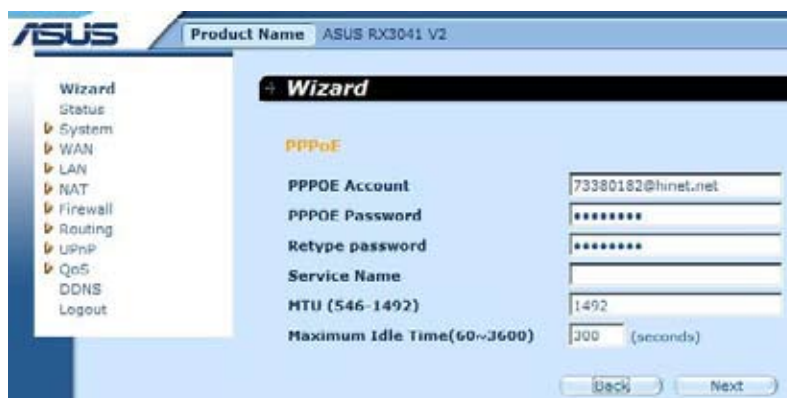 ASUS
Product Name ASUS RX3041 V2
Wizard
Status
System
WAN
LAN
NAT
Firewall
Routing
UPnP
QoS
DDNS
Logout
Wizard
PPPoE
PPPOE Account 73380182@hinet.net
PPPOE Password ••••••••
Retype password ••••••••
Service Name
MTU (546-1492) 1492
Maximum Idle Time(60~3600) 300 (seconds)
Back Next